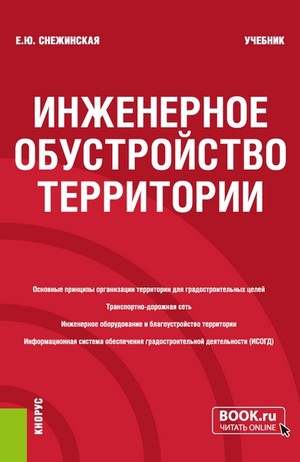 Е.Ю. СНЕЖИНСКАЯ
УЧЕБНИК
ИНЖЕНЕРНОЕ
ОБУСТРОЙСТВО
ТЕРРИТОРИИ
Основные принципы организации территории для градостроительных целей
Транспортно-дорожная сеть
Инженерное оборудование и благоустройство территории
Информационная система обеспечения градостроительной деятельности (ИСОГД)
КНОРУС
BOOK.ru
ЧИТАТЬ ONLINE